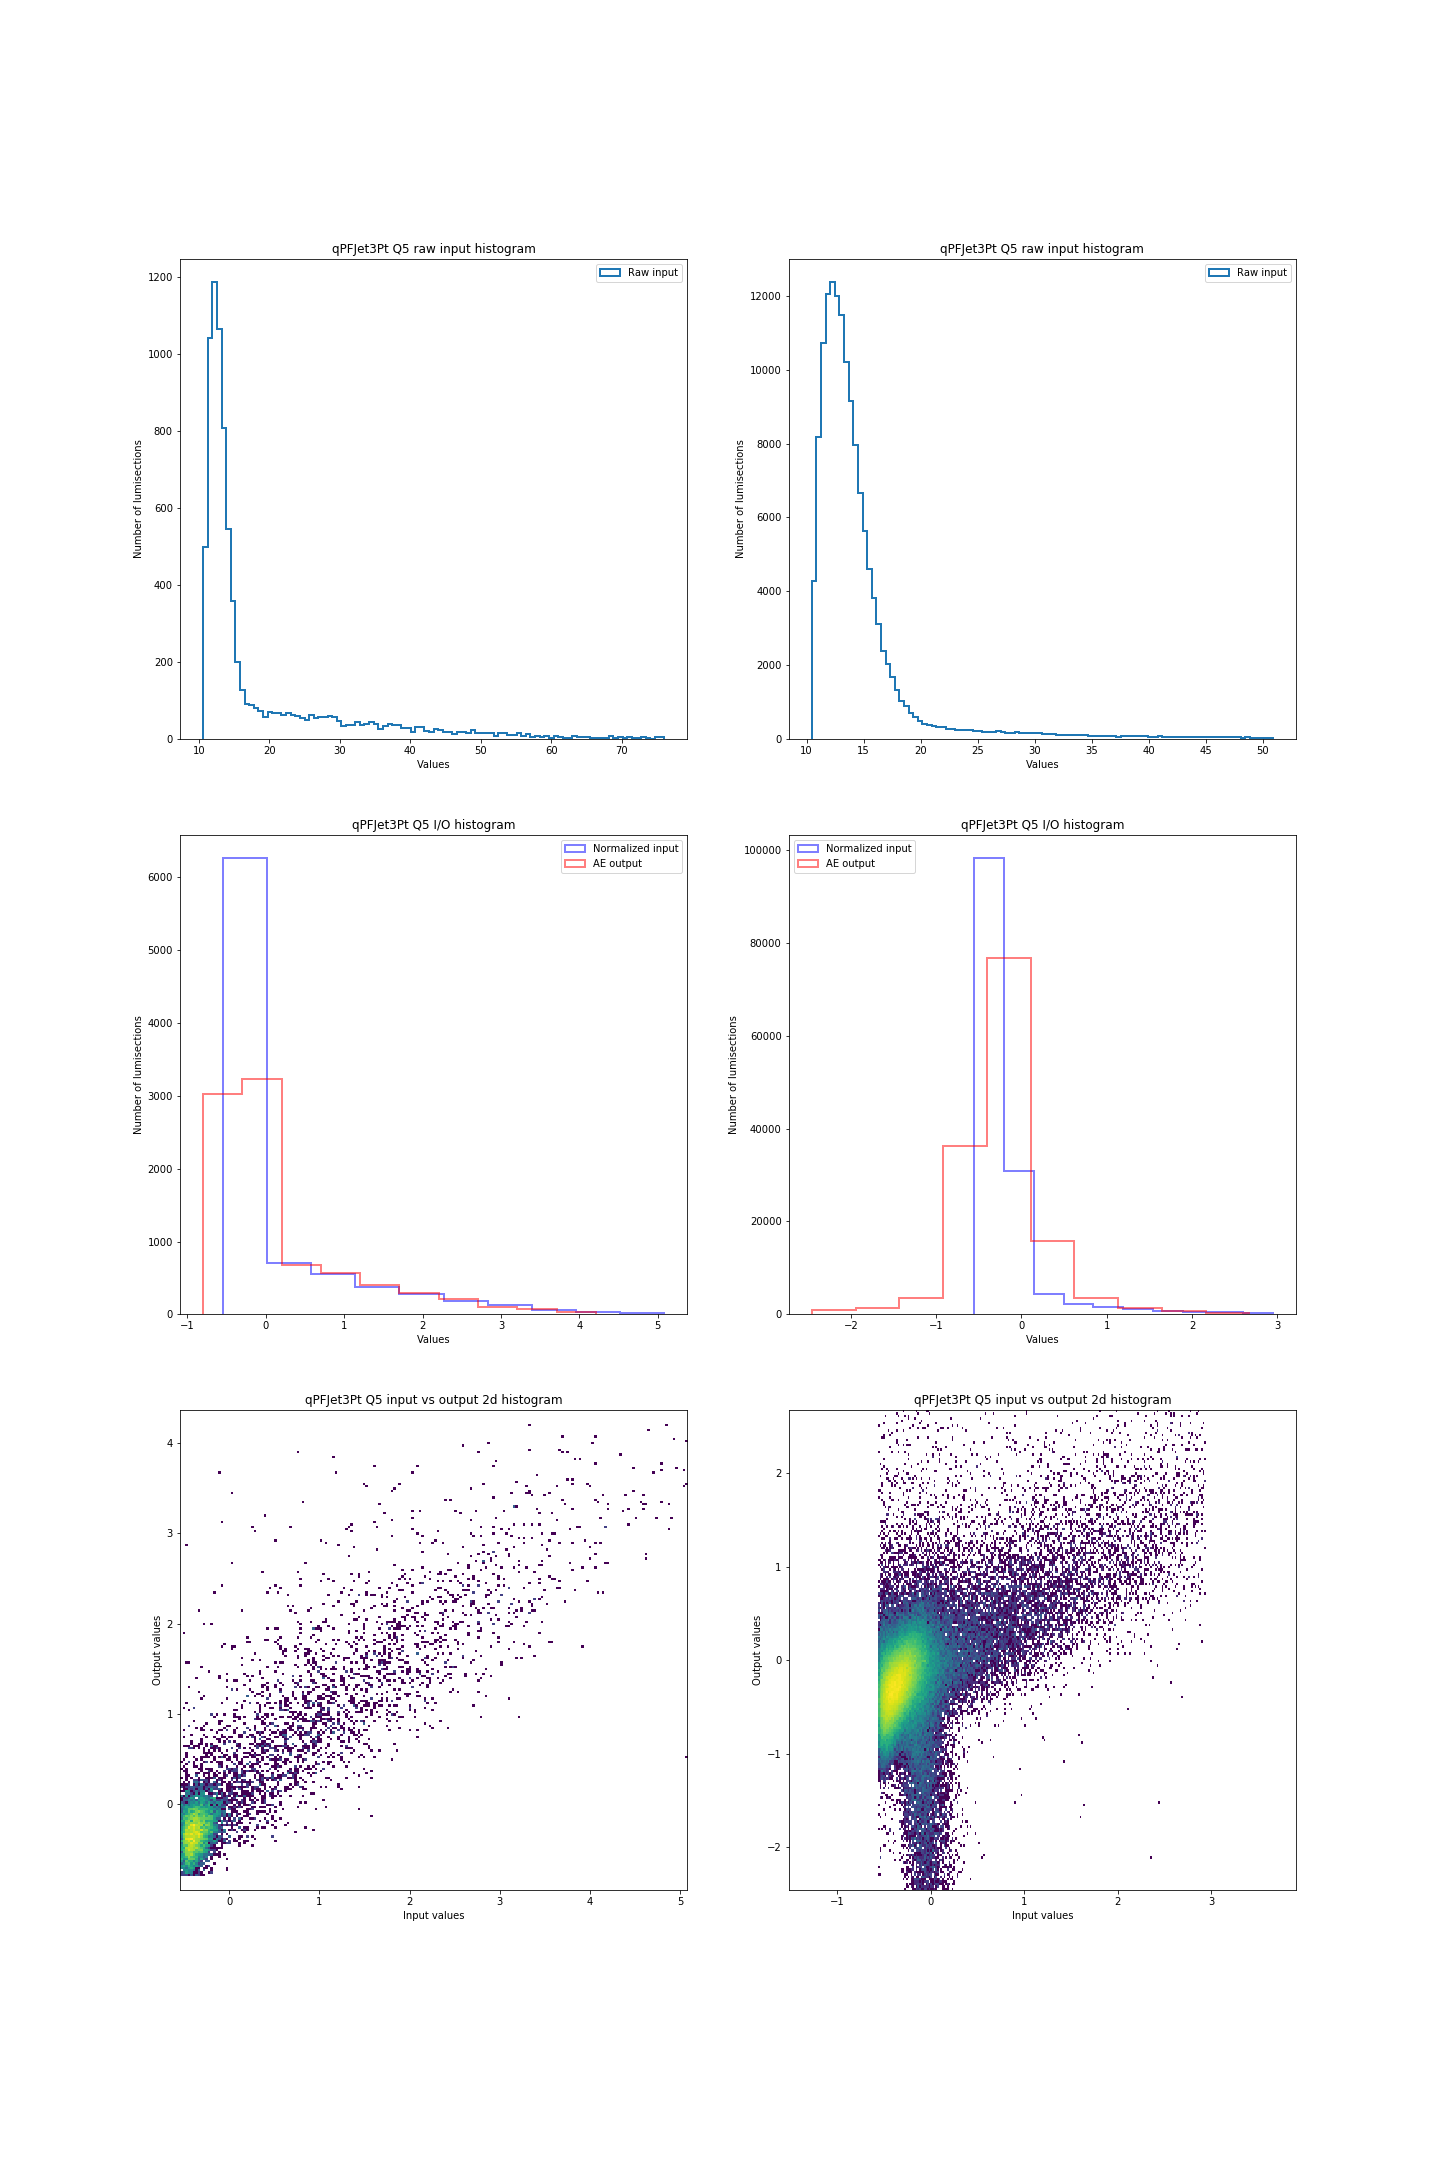 qPFJet3Pt Q5 raw input histogram
Raw input
1200
1000
800
600
400
200
0
Number of lumisections
10 20 30 40 50 60 70
Values
qPFJet3Pt Q5 raw input histogram
Raw input
12000
10000
8000
6000
4000
2000
0
Number of lumisections
10 15 20 25 30 35 40 45 50
Values
qPFJet3Pt Q5 I/O histogram
Normalized input
AE output
6000
5000
4000
3000
2000
1000
0
Number of lumisections
−1 0 1 2 3 4 5
Values
qPFJet3Pt Q5 I/O histogram
Normalized input
AE output
100000
80000
60000
40000
20000
0
Number of lumisections
−2 −1 0 1 2 3
Values
qPFJet3Pt Q5 input vs output 2d histogram
4
3
2
1
0
Output values
0 1 2 3 4 5
Input values
qPFJet3Pt Q5 input vs output 2d histogram
2
1
0
−1
−2
Output values
−1 0 1 2 3
Input values